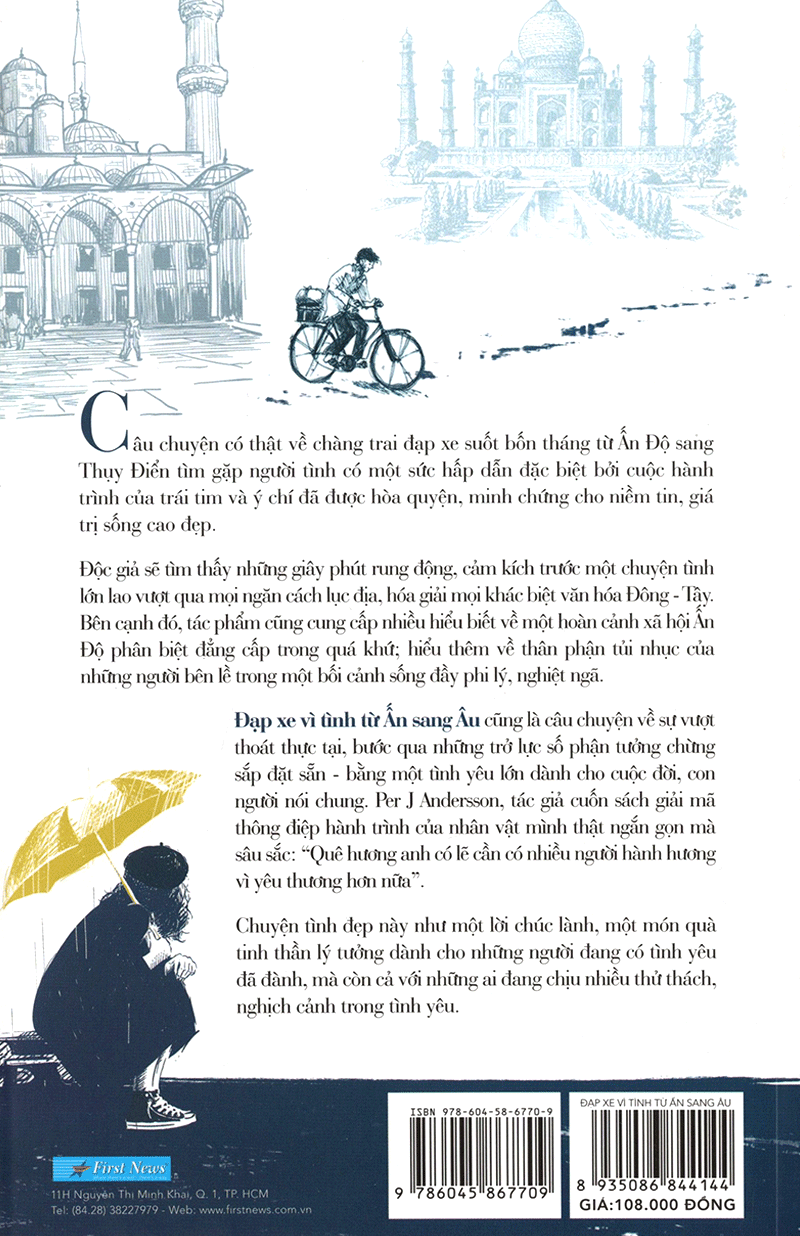 Câu chuyện có thật về chàng trai đạp xe suốt bốn tháng từ Ấn Độ sang
Thụy Điển tìm gặp người tình có một sức hấp dẫn đặc biệt bởi cuộc hành
trình của trái tim và ý chí đã được hòa quyện, minh chứng cho niềm tin, giá
trị sống cao đẹp.
Độc giả sẽ tìm thấy những giây phút rung động, cảm kích trước một chuyện tình
lớn lao vượt qua mọi ngăn cách lục địa, hóa giải mọi khác biệt văn hóa Đông - Tây.
Bên cạnh đó, tác phẩm cũng cung cấp nhiều hiểu biết về một hoàn cảnh xã hội Ấn
Độ phân biệt đẳng cấp trong quá khứ; hiểu thêm về thân phận tủi nhục của
những người bên lề trong một bối cảnh sống đầy phi lý, nghiệt ngã.
Đạp xe vì tình từ Ấn sang Âu cũng là câu chuyện về sự vượt
thoát thực tại, bước qua những trở lực số phận tưởng chừng
sắp đặt sẵn - bằng một tình yêu lớn dành cho cuộc đời, con
người nói chung. Per J Andersson, tác giả cuốn sách giải mã
thông điệp hành trình của nhân vật mình thật ngắn gọn mà
sâu sắc: “Quê hương anh có lẽ cần có nhiều người hành hương
vì yêu thương hơn nữa”.
Chuyện tình đẹp này như một lời chúc lành, một món quà
tinh thần lý tưởng dành cho những người đang có tình yêu
đã đành, mà còn cả với những ai đang chịu nhiều thử thách,
nghịch cảnh trong tình yêu.
First News
11H Nguyễn Thị Minh Khai, Q. 1, TP. HCM
Tel: (84.28) 38227979 - Web: www.firstnews.com.vn
ISBN 978-604-58-6770-9
9 786045 867709
ĐẠP XE VÌ TÌNH TỪ ẤN SANG ÂU
8 935086 844144
GIÁ:108.000 ĐỒNG